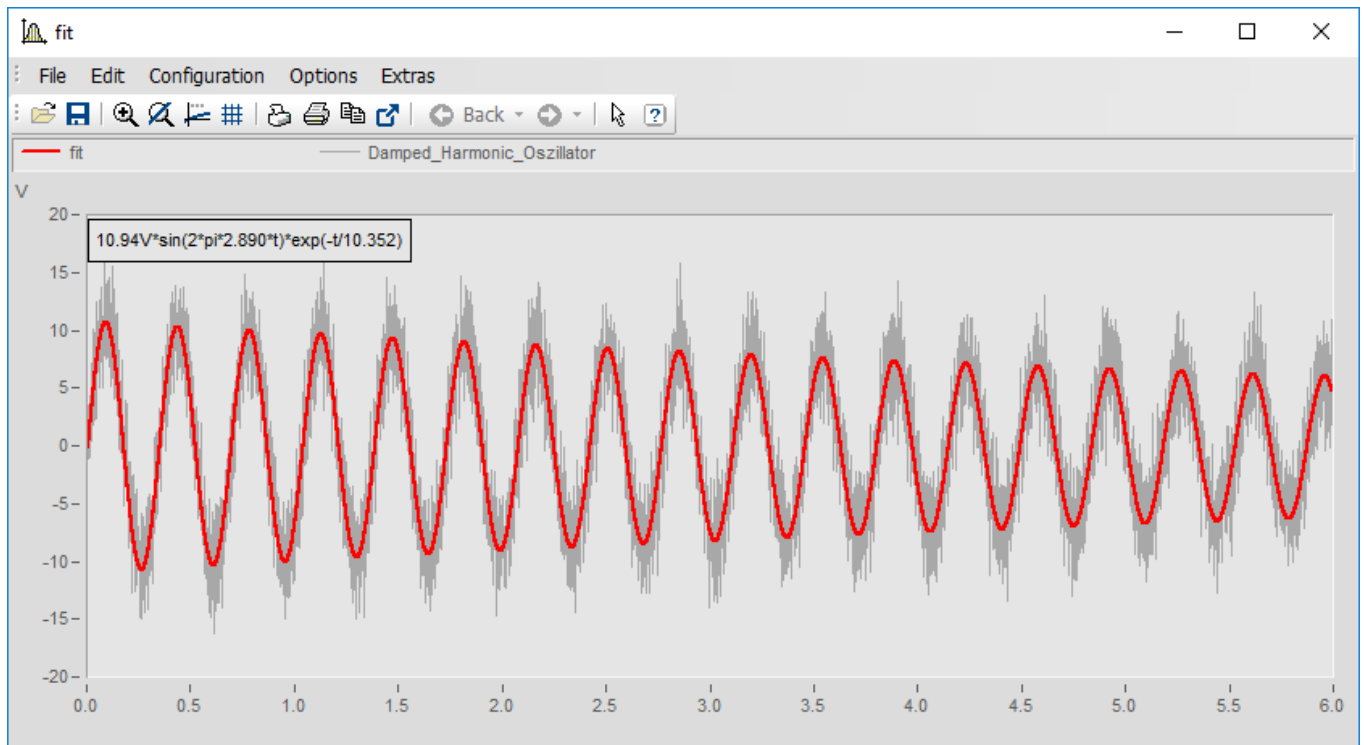 fit
File Edit Configuration Options Extras
Back
fit Damped_Harmonic_Oszillator
V
20
10.94V*sin(2*pi*2.890*t)*exp(-t/10.352)
15
10
5
0
-5
-10
-15
-20
0.0 0.5 1.0 1.5 2.0 2.5 3.0 3.5 4.0 4.5 5.0 5.5 6.0